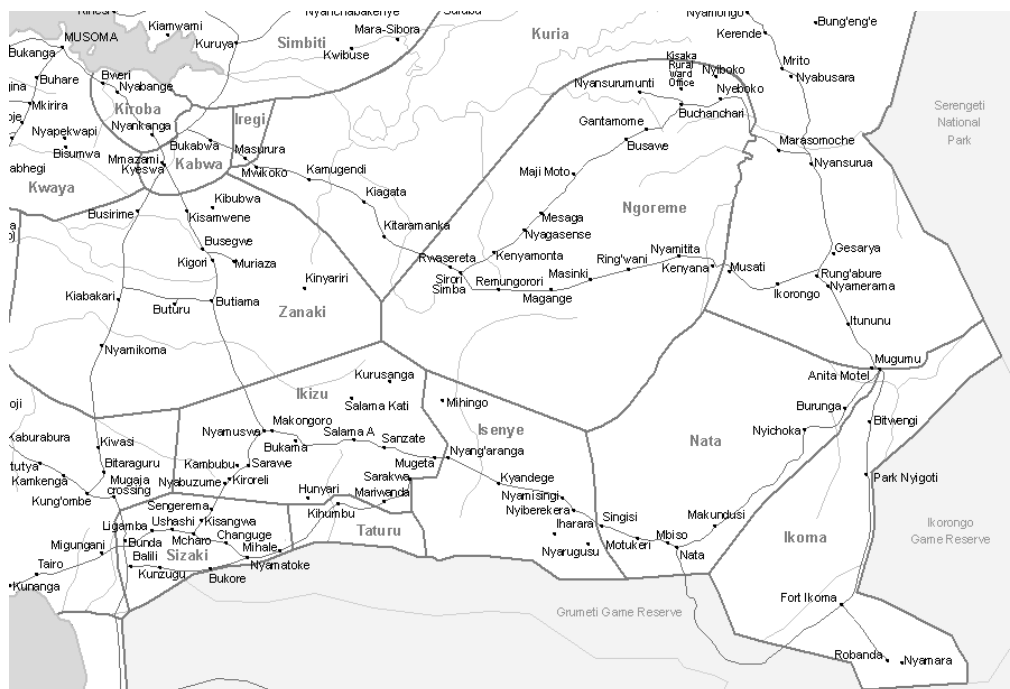 Kinesi
Kiamwami
Nyanchabakenye
Suruba
Mara-Sibora
Nyamongo
Bung'eng'e
MUSOMA
Bukanga
Kuruya
Simbiti
Kwibuse
Kuria
Kerende
Kisaka
Rural
Ward
Office
Nyiboko
Mrito
Nyabusara
Buhare
Bweri
Nyabange
Nyansurumunti
Nyeboko
gina
Mkirira
Kiroba
Iregi
Buchanchari
Serengeti
National
Park
oje
Nyapekwapi
Nyankanga
Gantamome
Bisumwa
Bukabwa
Masurura
Busawe
Marasomoche
Mmazami
Kyeswa
Kabwa
Mwikoko
Kamugendi
Maji Moto
Nyansurua
abhegi
Kwaya
Kiagata
Busirime
Kibubwa
Kisamwene
Mesaga
Ngoreme
Kitaramanka
Nyagasense
Busegwe
Kenyamonta
Nyamitita
Gesarya
Kigori
Muriaza
Rwasereta
Ring'wani
Kenyana
Musati
Kinyariri
Sirori
Simba
Remungorori
Masinki
Rung'abure
Ikorongo
Nyamerama
Kiabakari
Buturu
Butiama
Magange
Zanaki
Itununu
Nyamikoma
Mugumu
Kurusanga
Anita Motel
Ikizu
oji
Salama Kati
Mihingo
Burunga
Bitwengi
Makongoro
Isenye
Nata
Nyichoka
Kaburabura
Kiwasi
Nyamuswa
Salama A
Sanzate
Bukama
Nyang'aranga
tutya
Bitaraguru
Kambubu
Sarawe
Mugeta
Kamkenga
Mugaja
crossing
Nyabuzume
Kiroreli
Sarakwa
Kyandege
Park Nyigoti
Kung'ombe
Hunyari
Mariwanda
Nyamisingi
Sengerema
Kihumbu
Nyiberekera
Ushashi
Kisangwa
Iharara
Singisi
Makundusi
Ligamba
Changuge
Taturu
Ikoma
Ikorongo
Game Reserve
Bunda
Mcharo
Mihale
Motukeri
Mbiso
Migungani
Sizaki
Nyarugusu
Nata
Tairo
Balili
Kunzugu
Nyamatoke
Kunanga
Bukore
Fort Ikoma
Grumeti Game Reserve
Robanda
Nyamara